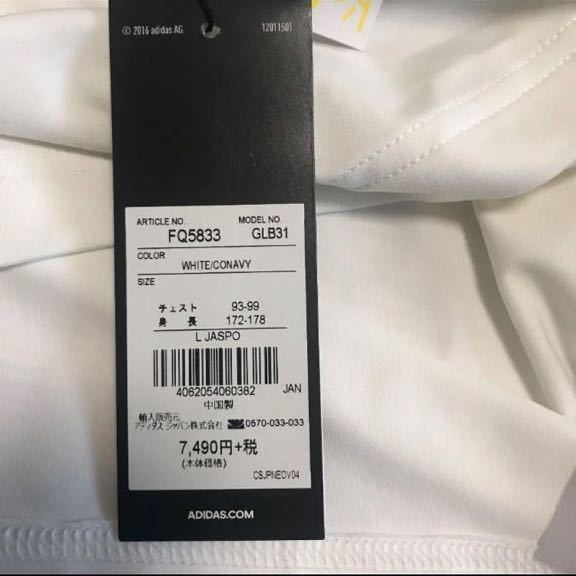 © 2016 adidas AG.
12011501
ARTICLE NO. MODEL NO.
FQ5833 GLB31
COLOR
WHITE/CONAVY
SIZE
チェスト 93-99
身長 172-178
L JASPO
4062054060382 JAN
中国製
輸入販売元
アディダス ジャパン株式会社 0570-033-033
7,490円+税
(本体価格)
CSJPNEOV04
ADIDAS.COM